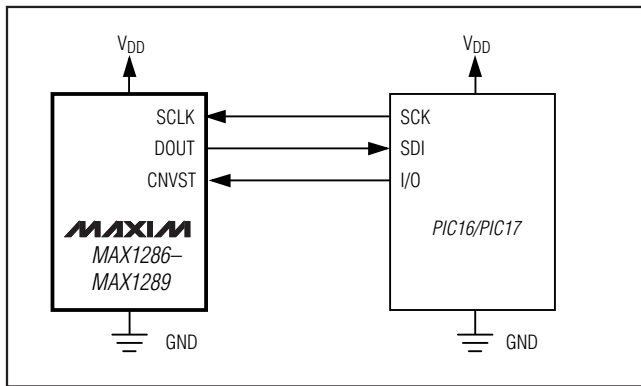 VDD
SCLK
DOUT
CNVST
MAXIM
MAX1286–
MAX1289
GND
VDD
SCK
SDI
I/O
PIC16/PIC17
GND